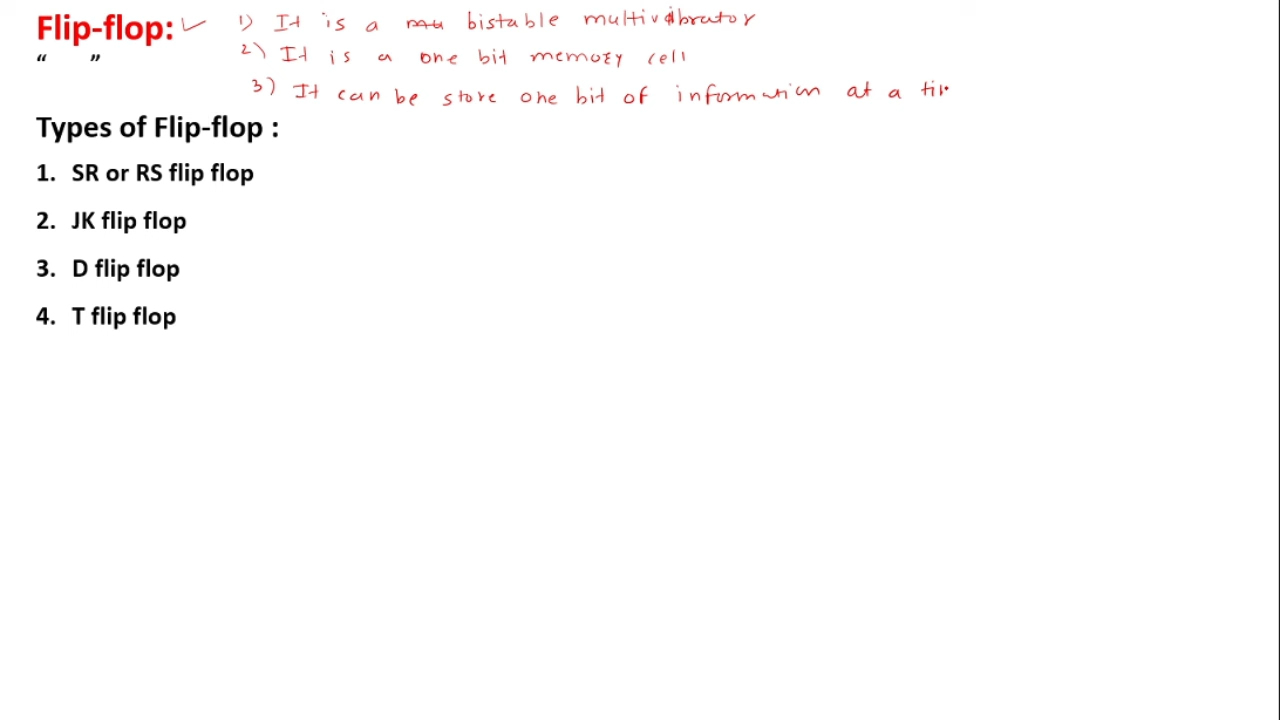 Flip-flop: 1) It is a bistable multivibrator
“ ” 2) It is a one bit memory cell
3) It can be store one bit of information at a
Types of Flip-flop :
1. SR or RS flip flop
2. JK flip flop
3. D flip flop
4. T flip flop